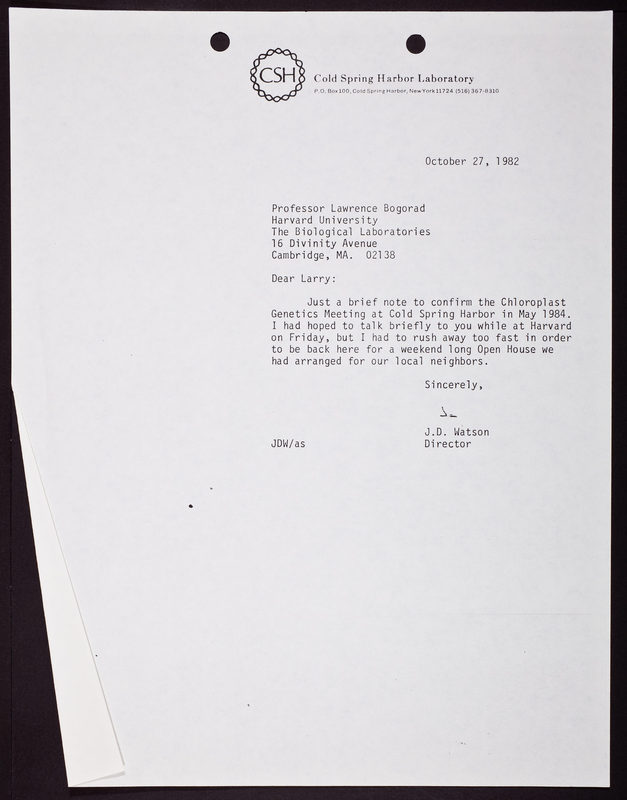 CSH
Cold Spring Harbor Laboratory
P.O. Box 100, Cold Spring Harbor, New York 11724 (516) 367-8310
October 27, 1982
Professor Lawrence Bogorad
Harvard University
The Biological Laboratories
16 Divinity Avenue
Cambridge, MA. 02138
Dear Larry:
Just a brief note to confirm the Chloroplast
Genetics Meeting at Cold Spring Harbor in May 1984.
I had hoped to talk briefly to you while at Harvard
on Friday, but I had to rush away too fast in order
to be back here for a weekend long Open House we
had arranged for our local neighbors.
Sincerely,
J.D. Watson
JDW/as Director